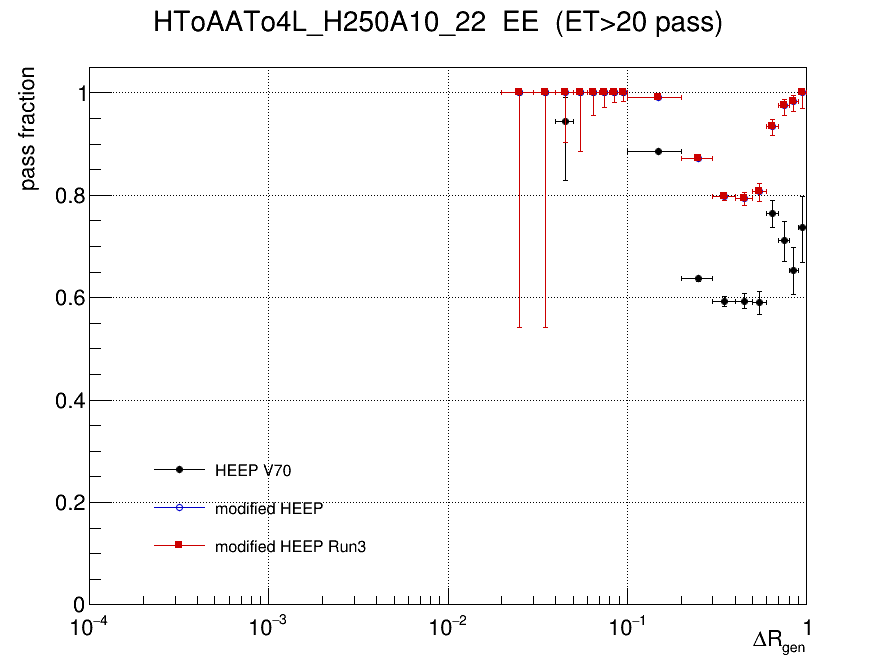 HToAATo4L_H250A10_22 EE (ET>20 pass)
pass fraction
1
0.8
0.6
0.4
0.2
0
HEEP V70
modified HEEP
modified HEEP Run3
10⁻⁴ 10⁻³ 10⁻² 10⁻¹ 1
ΔR_gen